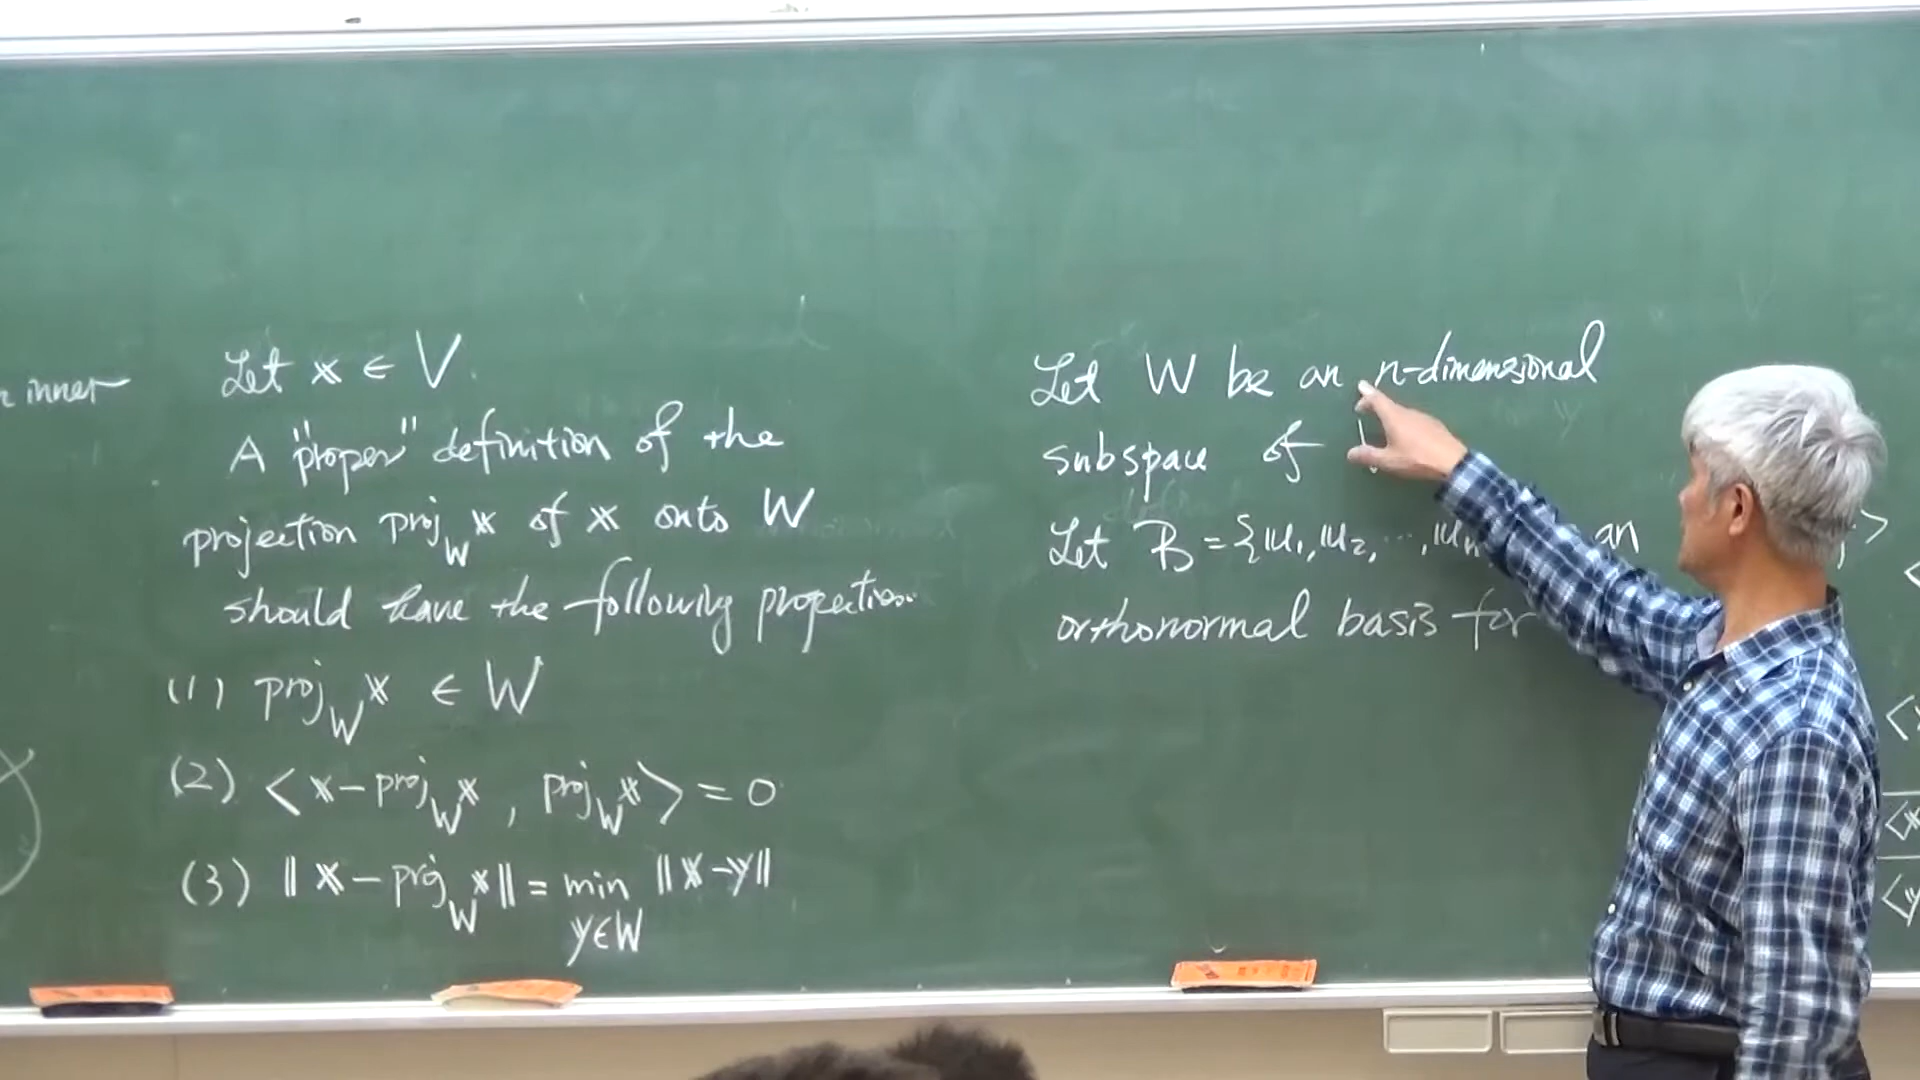 inner
Let x ∈ V.
A "proper" definition of the
projection proj_W x of x onto W
should have the following properties.
(1) proj_W x ∈ W
(2) < x - proj_W x , proj_W x > = 0
(3) || x - proj_W x || = min_{y∈W} || x - y ||
Let W be an n-dimensional
subspace of
Let B = {u₁, u₂, ..., uₙ an
orthonormal basis for